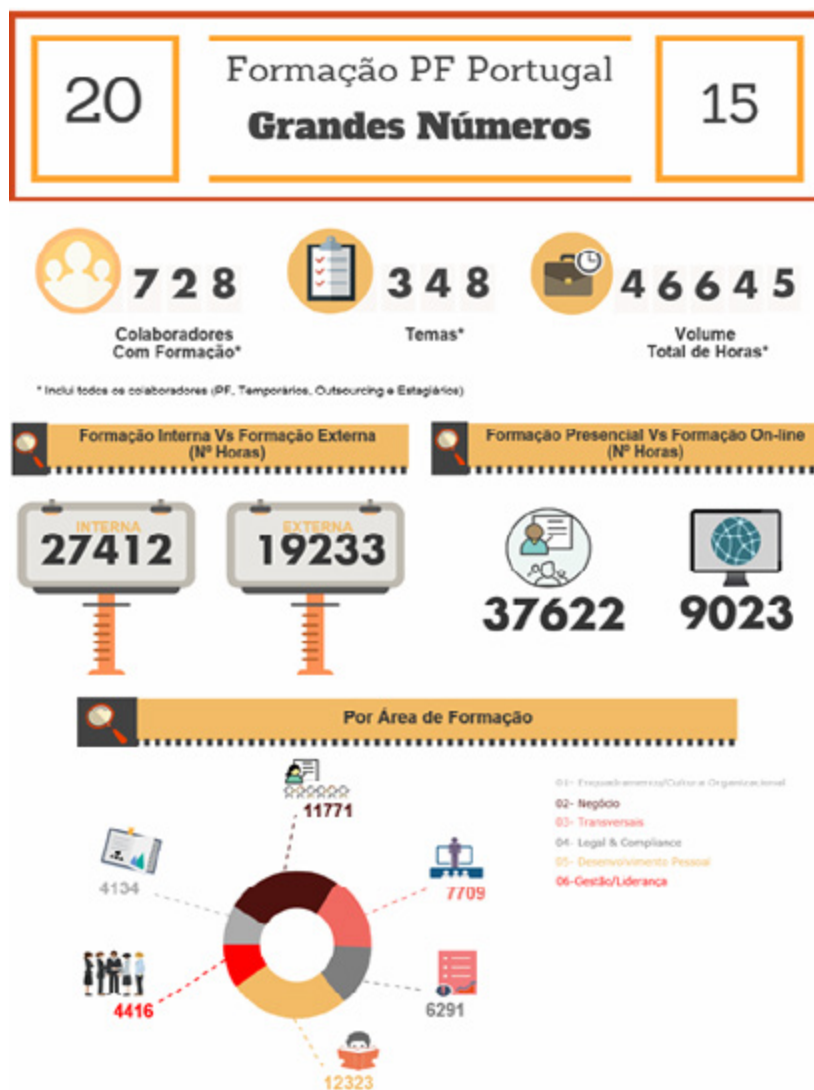 20
Formação PF Portugal
Grandes Números
15
728
Colaboradores
Com Formação*
348
Temas*
46645
Volume
Total de Horas*
* Inclui todos os colaboradores (PF, Temporários, Outsourcing e Estagiários)
Formação Interna Vs Formação Externa
(Nº Horas)
INTERNA
27412
EXTERNA
19233
Formação Presencial Vs Formação On-line
(Nº Horas)
37622
9023
Por Área de Formação
11771
4134
7709
4416
6291
12323
01- Enquadramento/Cultura Organizacional
02- Negócio
03- Transversais
04- Legal & Compliance
05- Desenvolvimento Pessoal
06-Gestão/Liderança